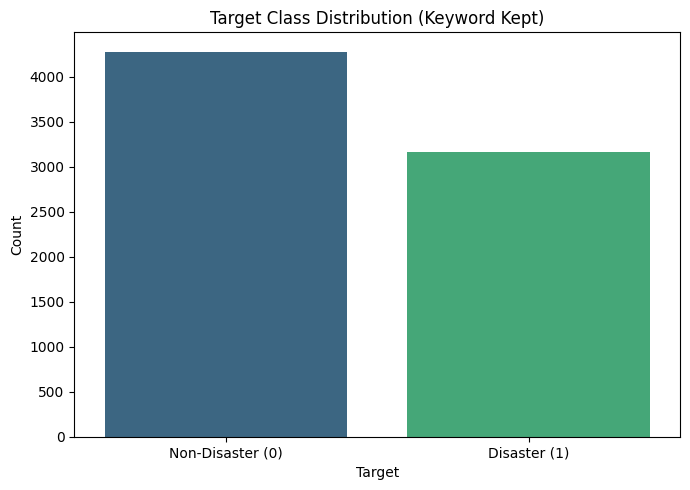 Target Class Distribution (Keyword Kept)
4000
3500
3000
2500
2000
1500
1000
500
0
Count
Non-Disaster (0)
Disaster (1)
Target